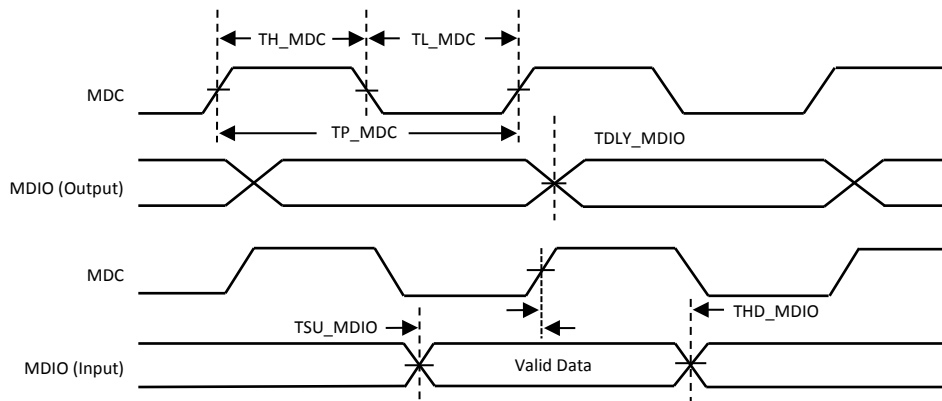 TH_MDC
TL_MDC
MDC
TP_MDC
TDLY_MDIO
MDIO (Output)
MDC
TSU_MDIO
THD_MDIO
MDIO (Input)
Valid Data